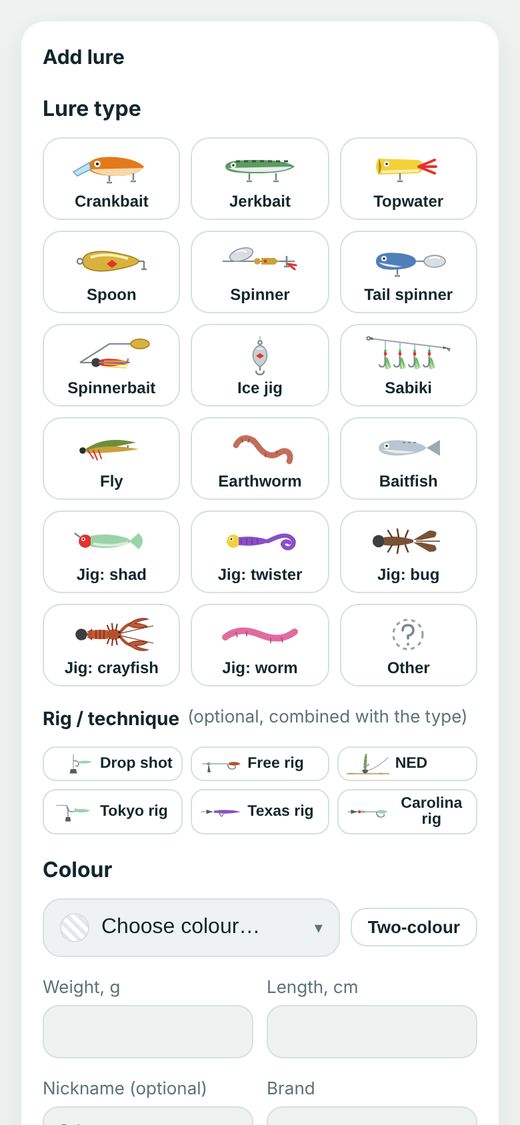 Add lure
Lure type
Crankbait
Jerkbait
Topwater
Spoon
Spinner
Tail spinner
Spinnerbait
Ice jig
Sabiki
Fly
Earthworm
Baitfish
Jig: shad
Jig: twister
Jig: bug
Jig: crayfish
Jig: worm
Other
Rig / technique (optional, combined with the type)
Drop shot
Free rig
NED
Tokyo rig
Texas rig
Carolina
rig
Colour
Choose colour…
Two-colour
Weight, g
Length, cm
Nickname (optional)
Brand